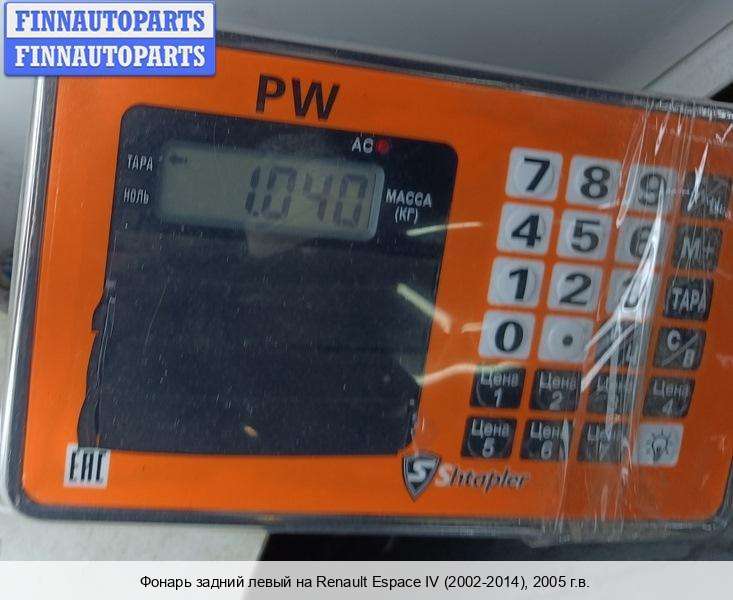 FINNAUTOPARTS
FINNAUTOPARTS
PW
AC
ТАРА
НОЛЬ
1.040
МАССА
(КГ)
7 8 9
4 5 6 M+
1 2 3 ТАРА
0 . С/В
Цена 1 Цена 2 Цена 4
Цена 5 Цена 6
EAC
Shtapler
Фонарь задний левый на Renault Espace IV (2002-2014), 2005 г.в.